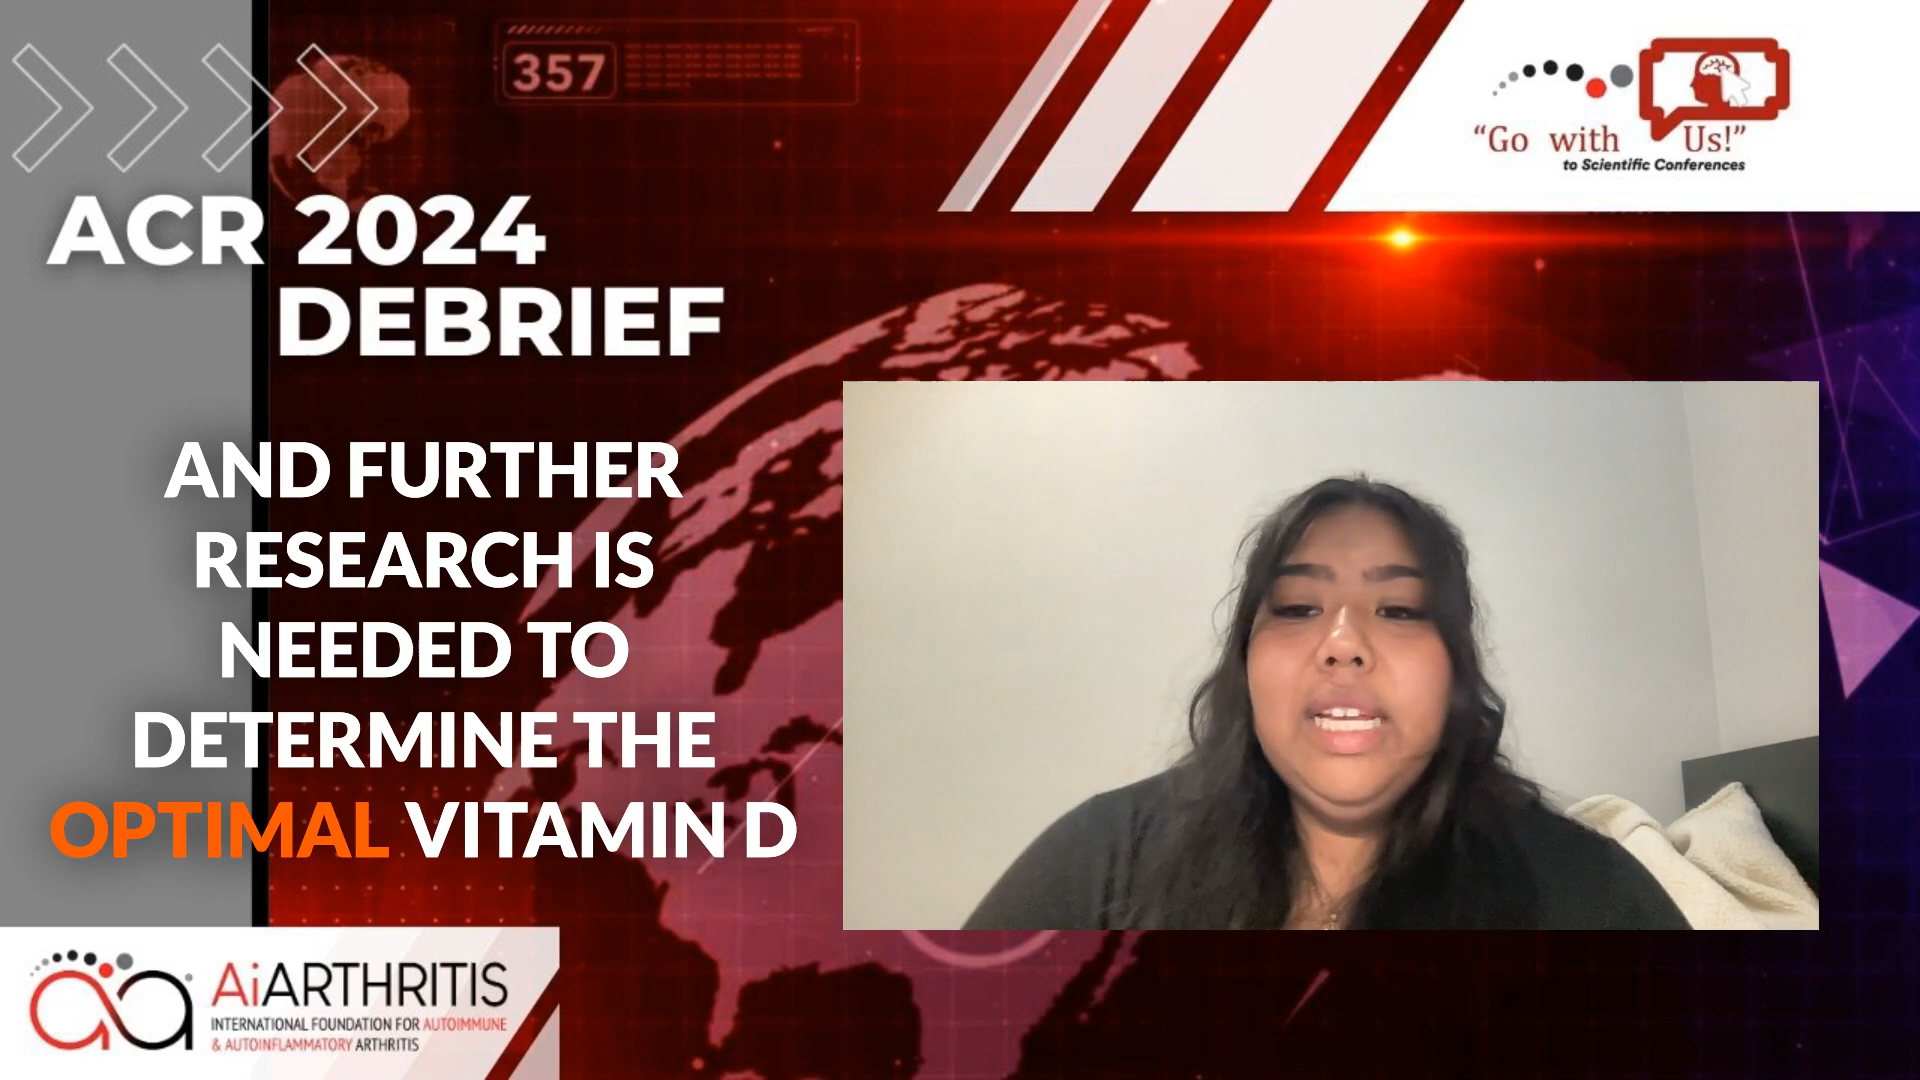 357
"Go with Us!"
to Scientific Conferences
ACR 2024
DEBRIEF
AND FURTHER
RESEARCH IS
NEEDED TO
DETERMINE THE
OPTIMAL VITAMIN D
AiARTHRITIS
INTERNATIONAL FOUNDATION FOR AUTOIMMUNE
& AUTOINFLAMMATORY ARTHRITIS